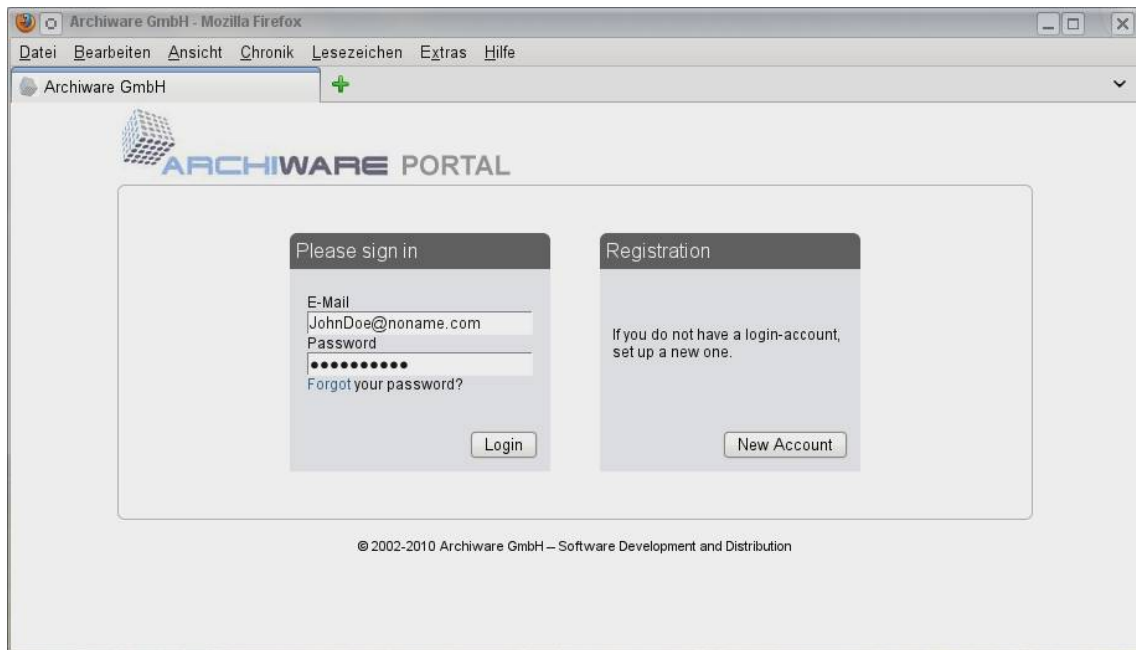 Archiware GmbH - Mozilla Firefox
Datei Bearbeiten Ansicht Chronik Lesezeichen Extras Hilfe
Archiware GmbH
ARCHIWARE PORTAL
Please sign in
E-Mail
JohnDoe@noname.com
Password
●●●●●●●●●●
Forgot your password?
Login
Registration
If you do not have a login-account,
set up a new one.
New Account
© 2002-2010 Archiware GmbH – Software Development and Distribution